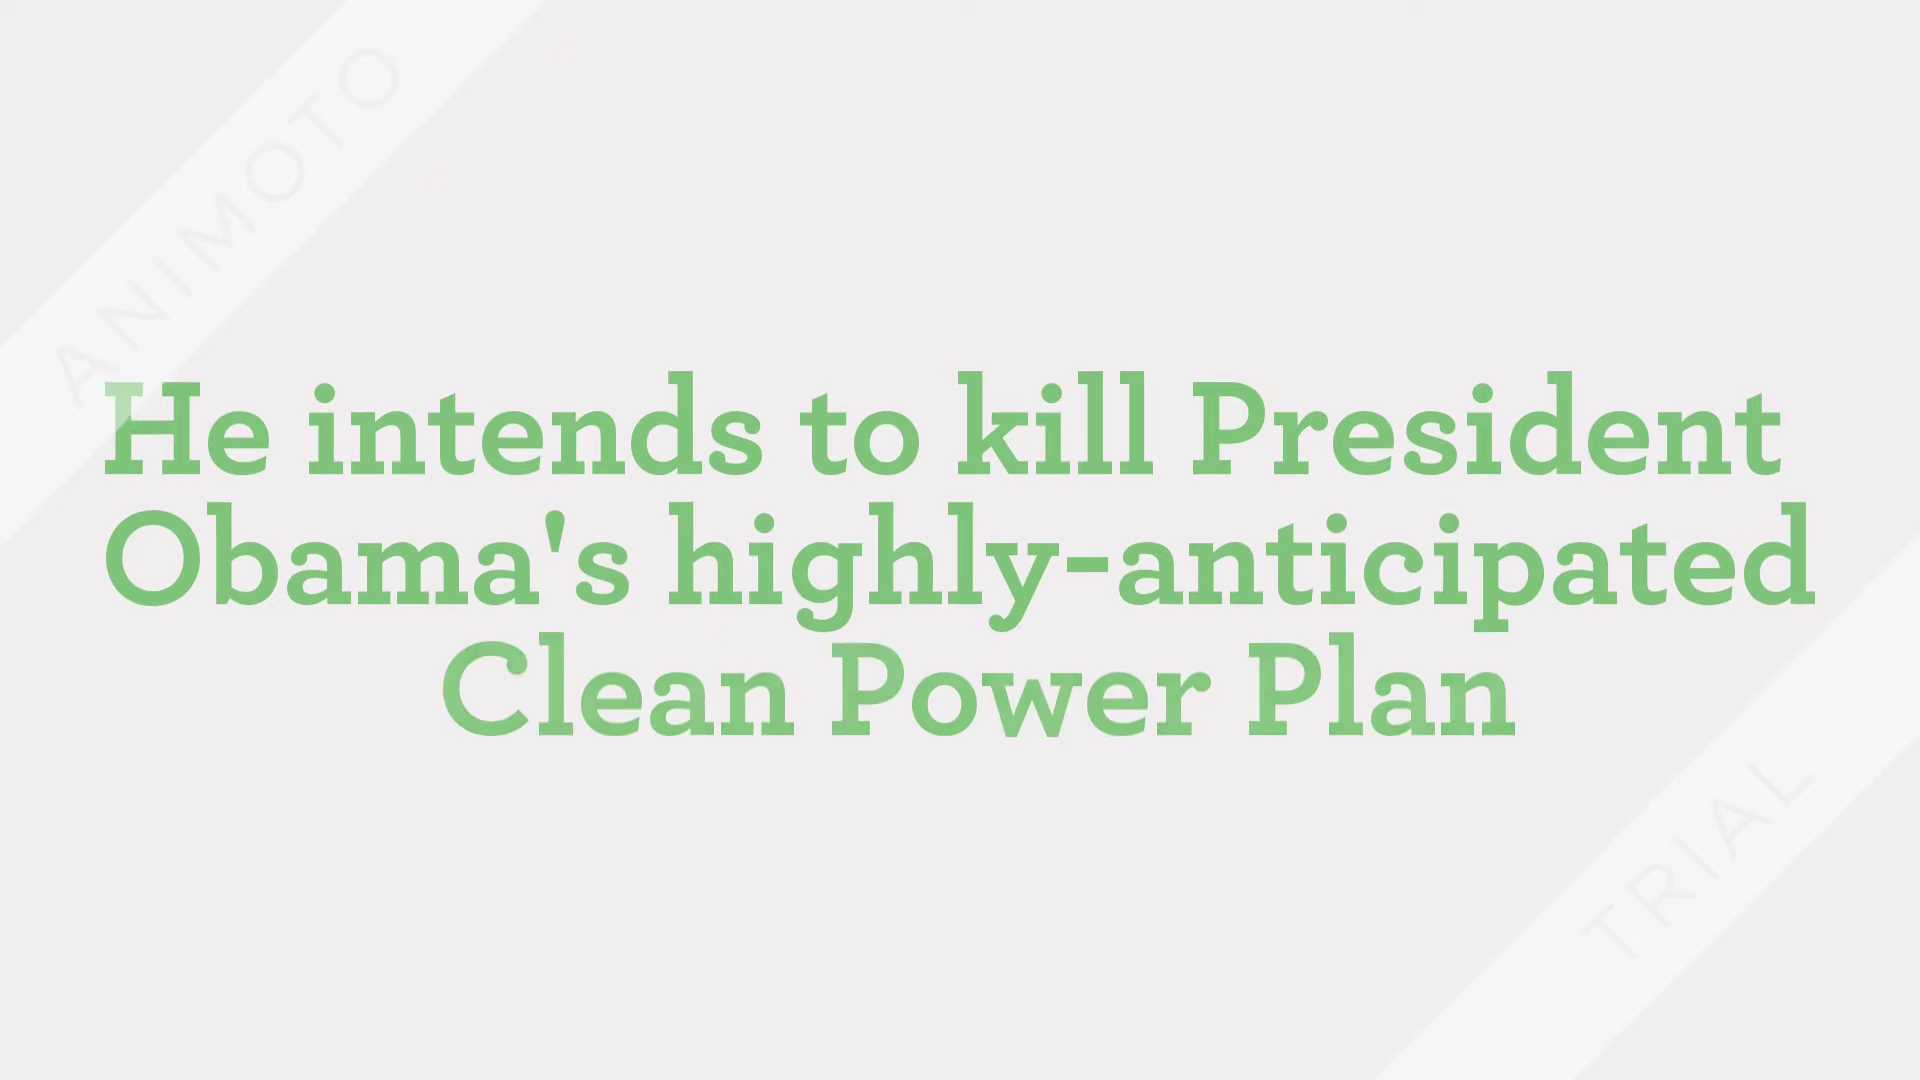 ANIMOTO
He intends to kill President
Obama's highly-anticipated
Clean Power Plan
TRIAL